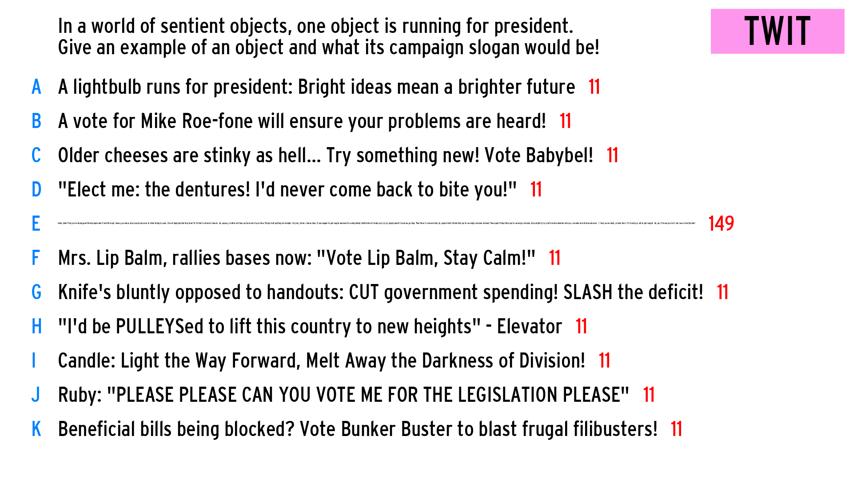 In a world of sentient objects, one object is running for president.
Give an example of an object and what its campaign slogan would be!
TWIT
A A lightbulb runs for president: Bright ideas mean a brighter future 11
B A vote for Mike Roe-fone will ensure your problems are heard! 11
C Older cheeses are stinky as hell... Try something new! Vote Babybel! 11
D "Elect me: the dentures! I'd never come back to bite you!" 11
E 149
F Mrs. Lip Balm, rallies bases now: "Vote Lip Balm, Stay Calm!" 11
G Knife's bluntly opposed to handouts: CUT government spending! SLASH the deficit! 11
H "I'd be PULLEYSed to lift this country to new heights" - Elevator 11
I Candle: Light the Way Forward, Melt Away the Darkness of Division! 11
J Ruby: "PLEASE PLEASE CAN YOU VOTE ME FOR THE LEGISLATION PLEASE" 11
K Beneficial bills being blocked? Vote Bunker Buster to blast frugal filibusters! 11